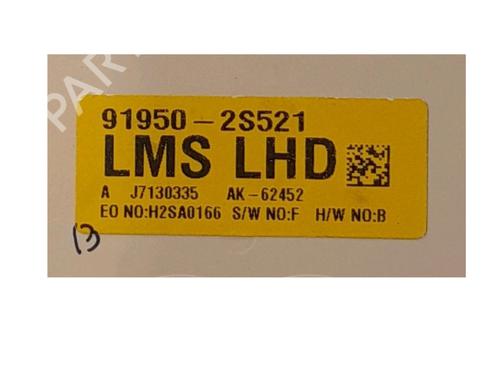 91950-2S521
LMS LHD
A J7130335 AK-62452
EO NO:H2SA0166 S/W NO:F H/W NO:B
13